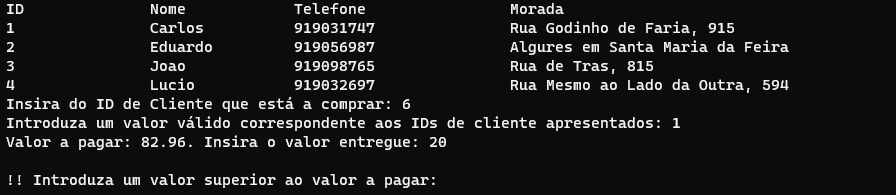 ID Nome Telefone Morada
1 Carlos 919031747 Rua Godinho de Faria, 915
2 Eduardo 919056987 Algures em Santa Maria da Feira
3 Joao 919098765 Rua de Tras, 815
4 Lucio 919032697 Rua Mesmo ao Lado da Outra, 594
Insira do ID de Cliente que está a comprar: 6
Introduza um valor válido correspondente aos IDs de cliente apresentados: 1
Valor a pagar: 82.96. Insira o valor entregue: 20
!! Introduza um valor superior ao valor a pagar: